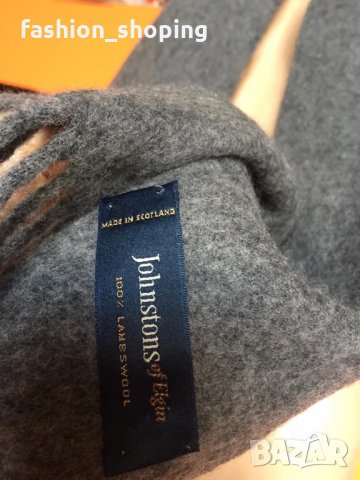 fashion_shoping
MADE IN SCOTLAND
Johnstons of Elgin
100% LAMBSWOOL
BAZAR